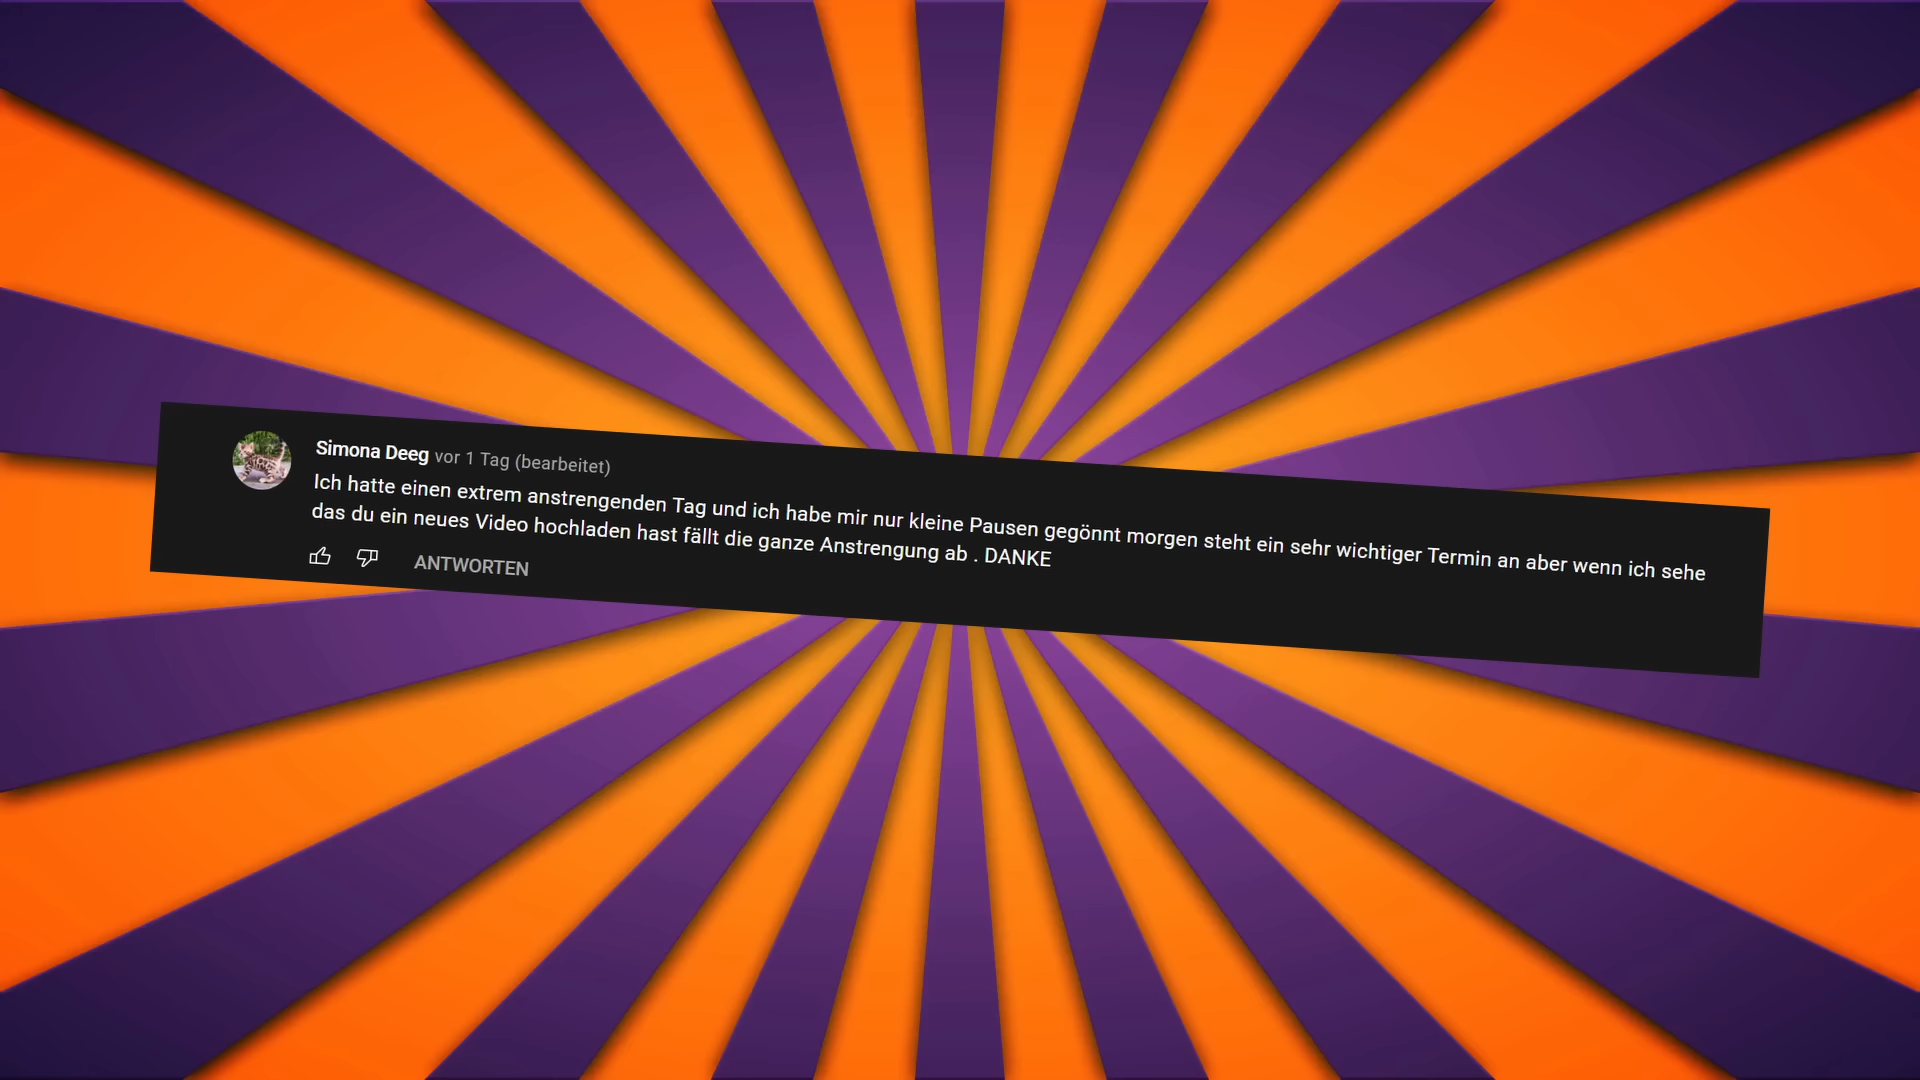 Simona Deeg vor 1 Tag (bearbeitet)
Ich hatte einen extrem anstrengenden Tag und ich habe mir nur kleine Pausen gegönnt morgen steht ein sehr wichtiger Termin an aber wenn ich sehe
das du ein neues Video hochladen hast fällt die ganze Anstrengung ab . DANKE
ANTWORTEN